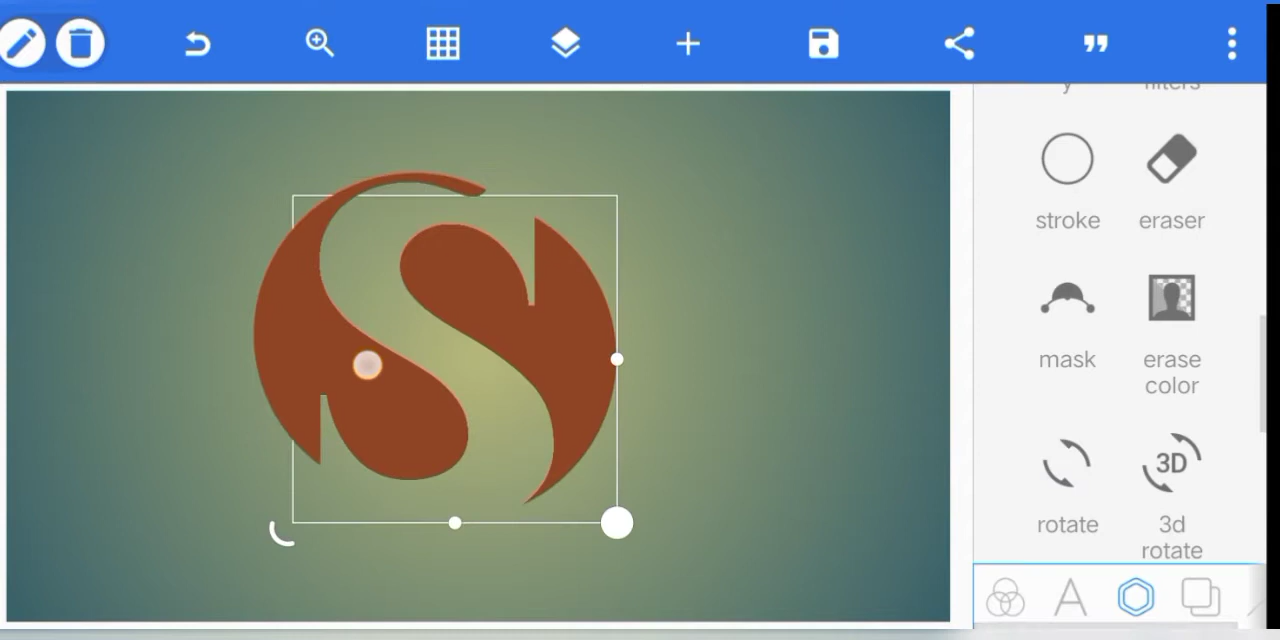 S
stroke
eraser
mask
erase
color
rotate
3D
3d
rotate
A